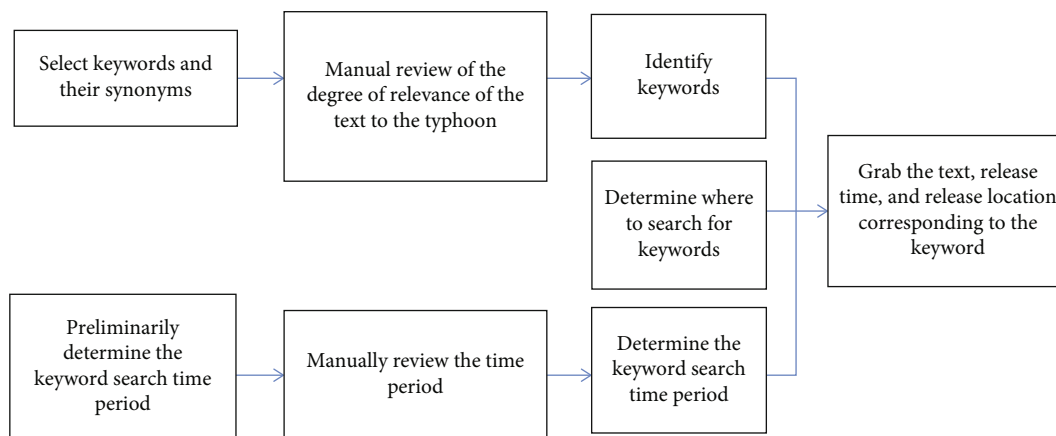 Select keywords and
their synonyms
Manual review of the
degree of relevance of the
text to the typhoon
Identify
keywords
Determine where
to search for
keywords
Grab the text, release
time, and release location
corresponding to the
keyword
Preliminarily
determine the
keyword search time
period
Manually review the time
period
Determine the
keyword search
time period